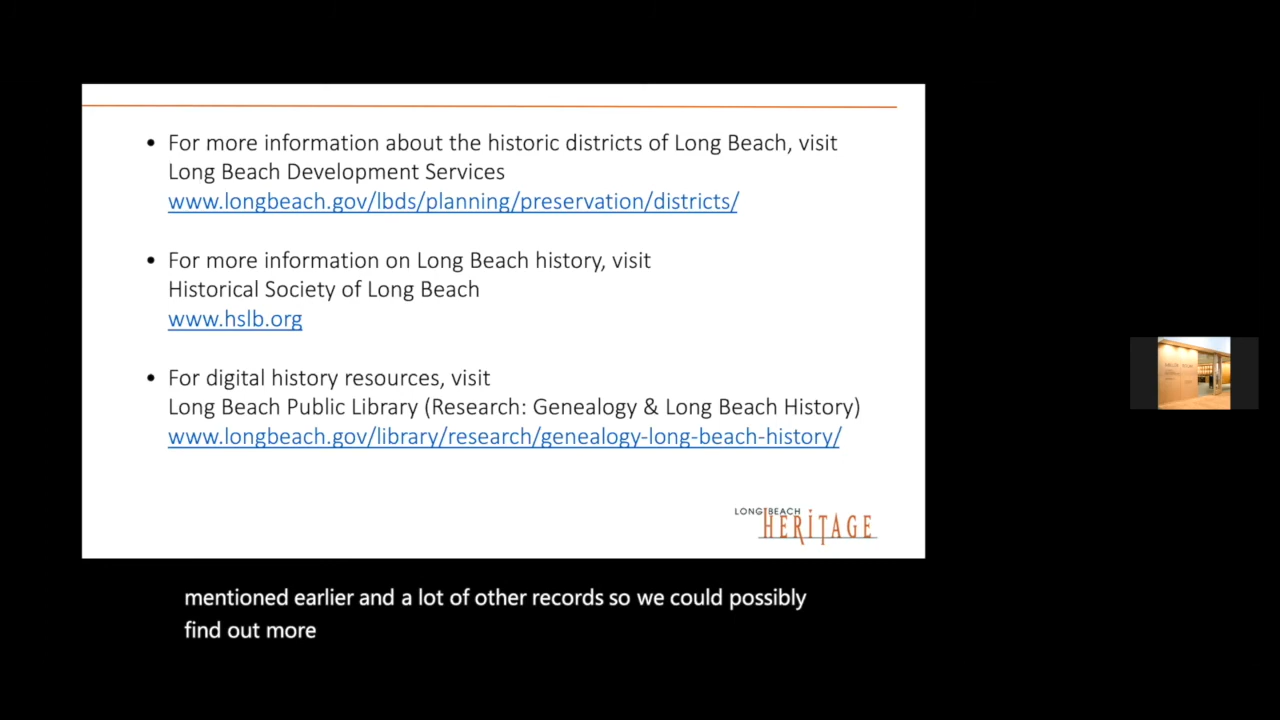 • For more information about the historic districts of Long Beach, visit
Long Beach Development Services
www.longbeach.gov/lbds/planning/preservation/districts/
• For more information on Long Beach history, visit
Historical Society of Long Beach
www.hslb.org
• For digital history resources, visit
Long Beach Public Library (Research: Genealogy & Long Beach History)
www.longbeach.gov/library/research/genealogy-long-beach-history/
LONG BEACH
HERITAGE
mentioned earlier and a lot of other records so we could possibly
find out more